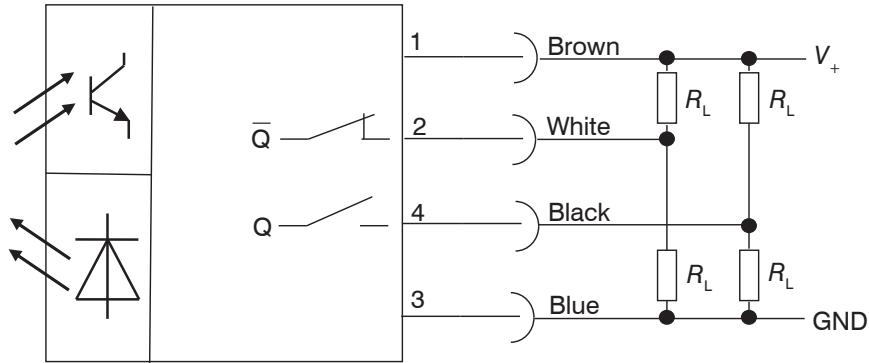 1 Brown V+
Q̅ 2 White RL RL
Q 4 Black
3 Blue RL RL
GND